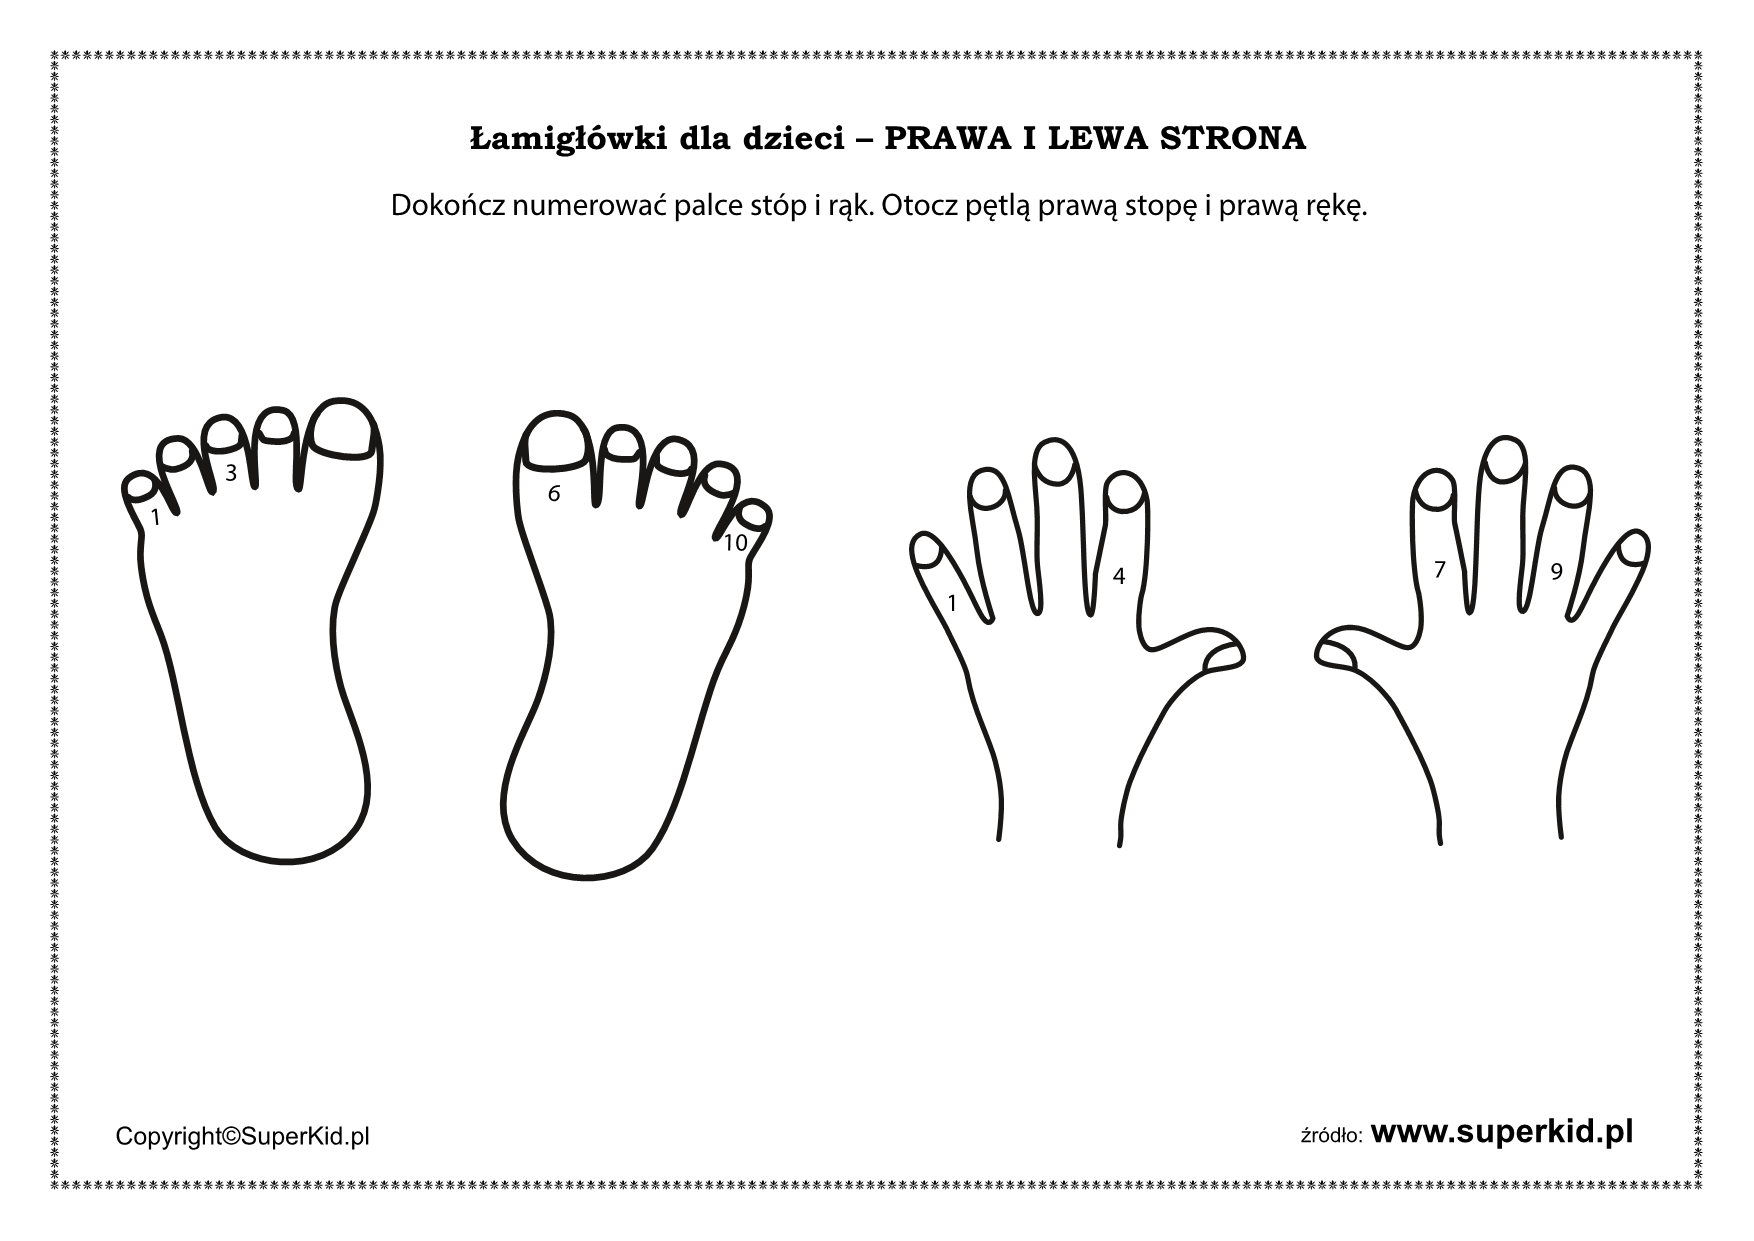 Łamigłówki dla dzieci – PRAWA I LEWA STRONA
Dokończ numerować palce stóp i rąk. Otocz pętlą prawą stopę i prawą rękę.
1
3
6
10
1
4
7
9
Copyright©SuperKid.pl
źródło: www.superkid.pl